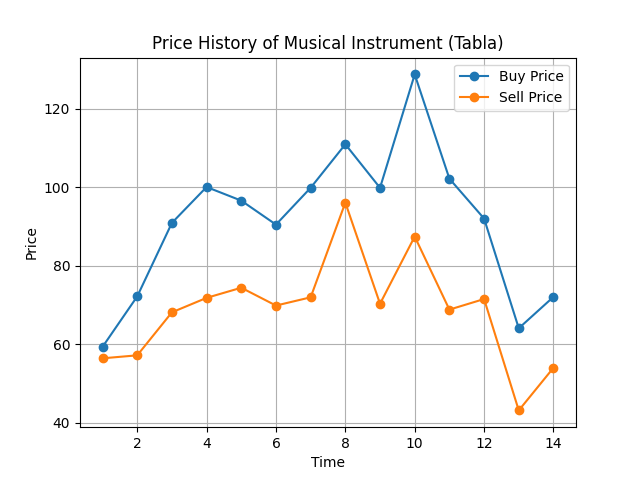 Price History of Musical Instrument (Tabla)
Buy Price
Sell Price
120
100
80
60
40
Price
2 4 6 8 10 12 14
Time